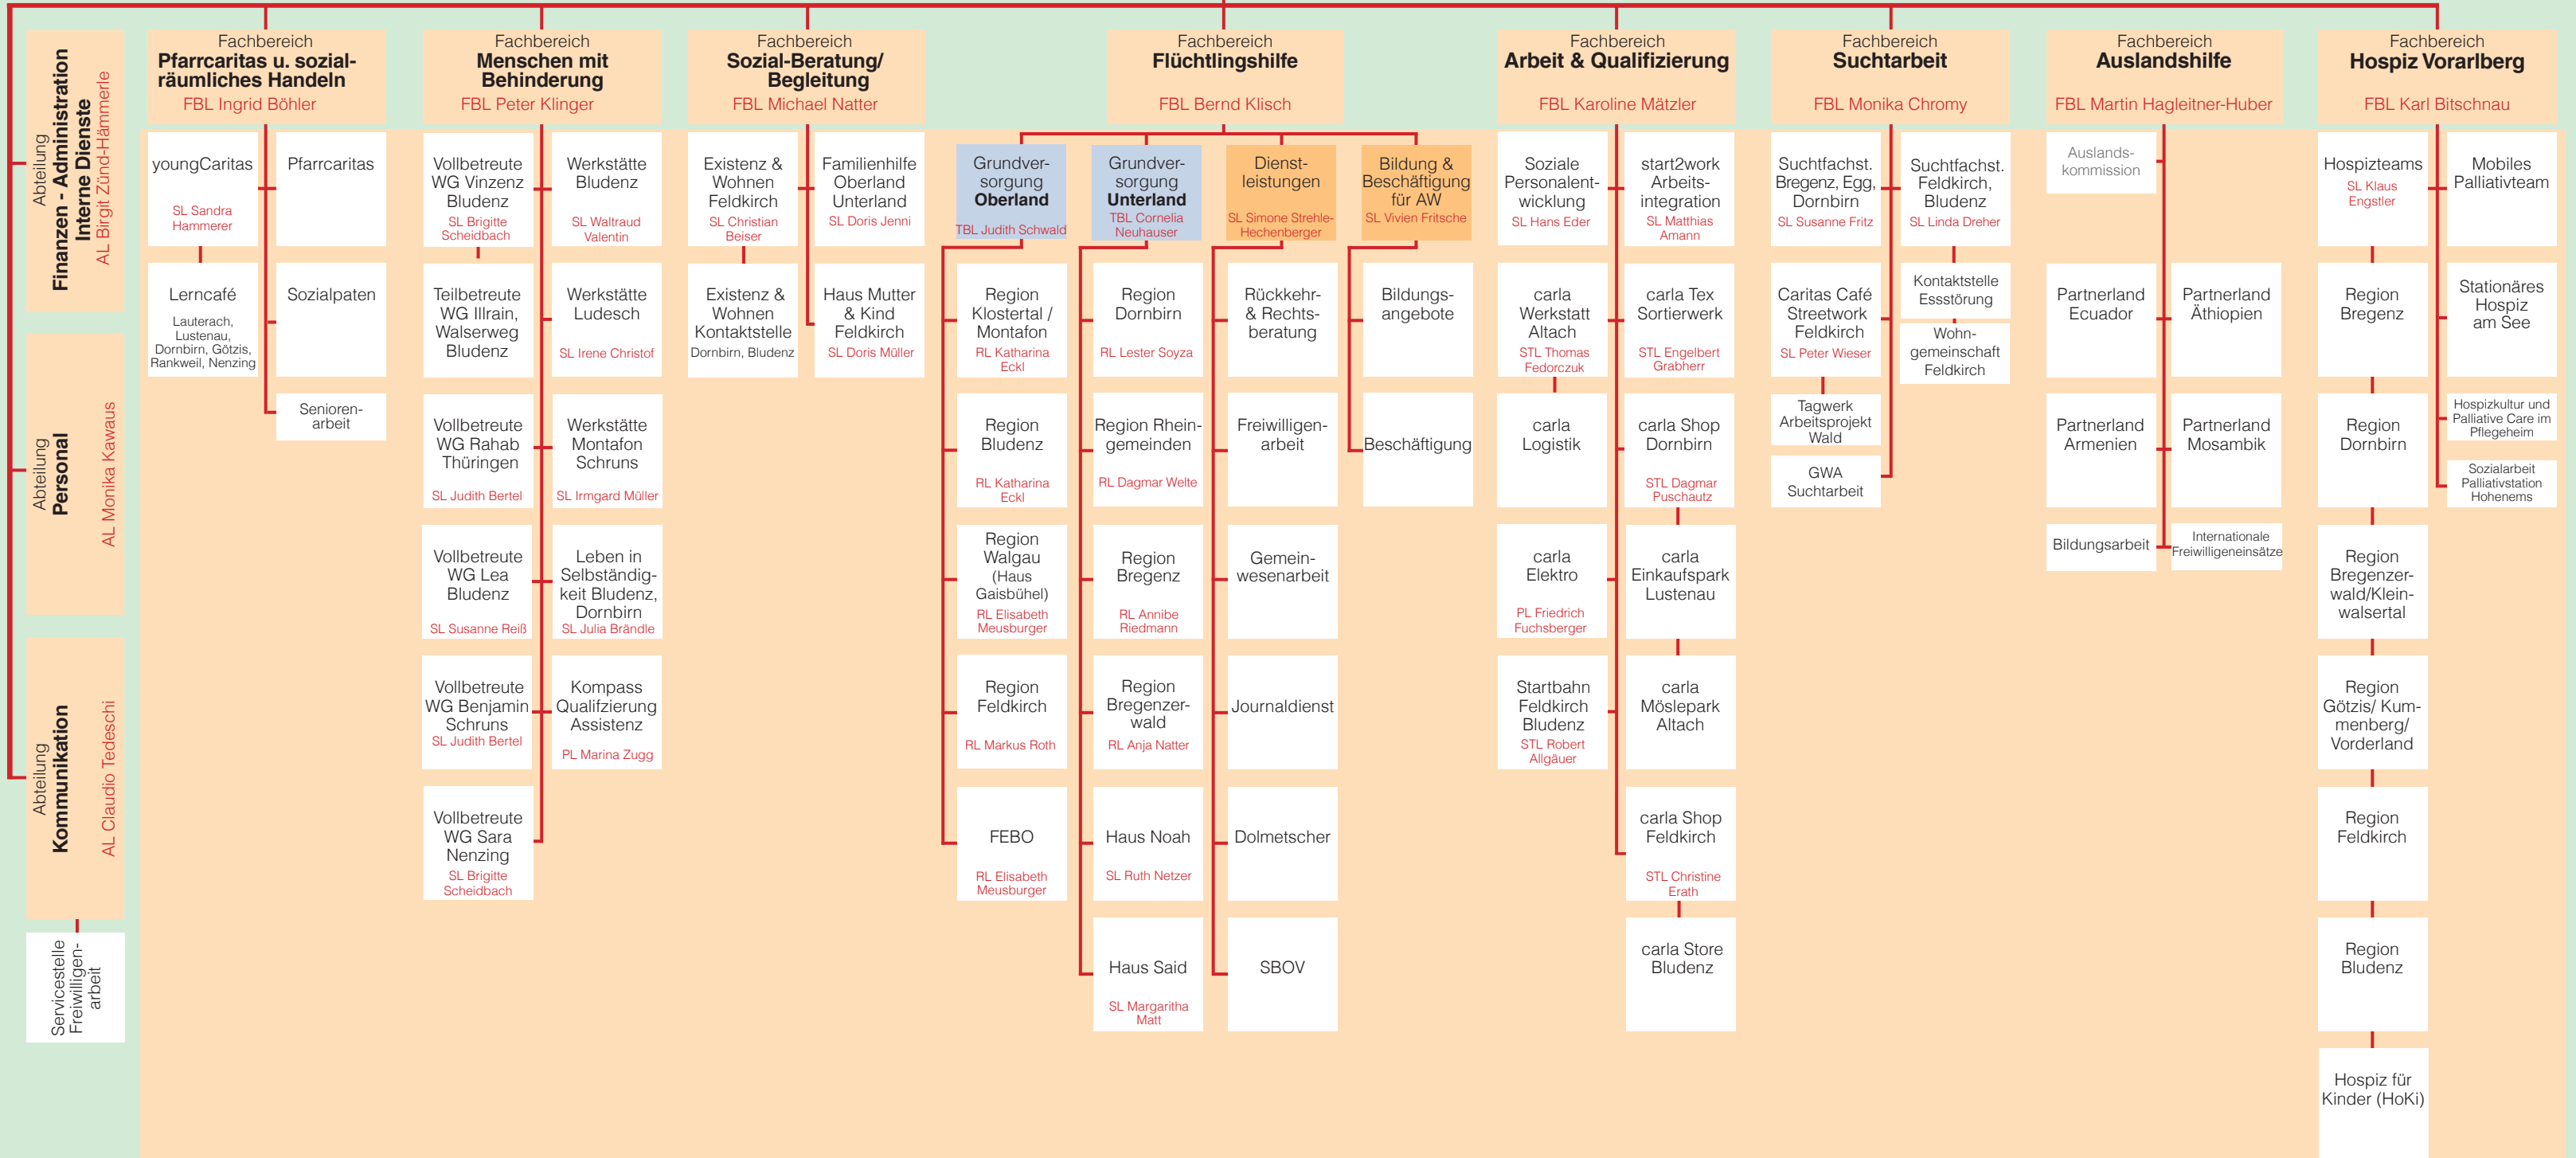 Abteilung
Finanzen - Administration
Interne Dienste
AL Birgit Zünd-Hämmerle
Abteilung
Personal
AL Monika Kawaus
Abteilung
Kommunikation
AL Claudio Tedeschi
Servicestelle
Freiwilligen-
arbeit
Fachbereich
Pfarrcaritas u. sozial-
räumliches Handeln
FBL Ingrid Böhler
youngCaritas
SL Sandra
Hammerer
Lerncafé
Lauterach,
Lustenau,
Dornbirn, Götzis,
Rankweil, Nenzing
Pfarrcaritas
Sozialpaten
Senioren-
arbeit
Fachbereich
Menschen mit
Behinderung
FBL Peter Klinger
Vollbetreute
WG Vinzenz
Bludenz
SL Brigitte
Scheidbach
Teilbetreute
WG Illrain,
Walserweg
Bludenz
Vollbetreute
WG Rahab
Thüringen
SL Judith Bertel
Vollbetreute
WG Lea
Bludenz
SL Susanne Reiß
Vollbetreute
WG Benjamin
Schruns
SL Judith Bertel
Vollbetreute
WG Sara
Nenzing
SL Brigitte
Scheidbach
Werkstätte
Bludenz
SL Waltraud
Valentin
Werkstätte
Ludesch
SL Irene Christof
Werkstätte
Montafon
Schruns
SL Irmgard Müller
Leben in
Selbständig-
keit Bludenz,
Dornbirn
SL Julia Brändle
Kompass
Qualifzierung
Assistenz
PL Marina Zugg
Fachbereich
Sozial-Beratung/
Begleitung
FBL Michael Natter
Existenz &
Wohnen
Feldkirch
SL Christian
Beiser
Existenz &
Wohnen
Kontaktstelle
Dornbirn, Bludenz
Familienhilfe
Oberland
Unterland
SL Doris Jenni
Haus Mutter
& Kind
Feldkirch
SL Doris Müller
Fachbereich
Flüchtlingshilfe
FBL Bernd Klisch
Grundver-
sorgung
Oberland
TBL Judith Schwald
Region
Klostertal /
Montafon
RL Katharina
Eckl
Region
Bludenz
RL Katharina
Eckl
Region
Walgau
(Haus
Gaisbühel)
RL Elisabeth
Meusburger
Region
Feldkirch
RL Markus Roth
FEBO
RL Elisabeth
Meusburger
Grundver-
sorgung
Unterland
TBL Cornelia
Neuhauser
Region
Dornbirn
RL Lester Soyza
Region Rhein-
gemeinden
RL Dagmar Welte
Region
Bregenz
RL Annibe
Riedmann
Region
Bregenzer-
wald
RL Anja Natter
Haus Noah
SL Ruth Netzer
Haus Said
SL Margaritha
Matt
Dienst-
leistungen
SL Simone Strehle-
Hechenberger
Rückkehr-
& Rechts-
beratung
Freiwilligen-
arbeit
Gemein-
wesenarbeit
Journaldienst
Dolmetscher
SBOV
Bildung &
Beschäftigung
für AW
SL Vivien Fritsche
Bildungs-
angebote
Beschäftigung
Fachbereich
Arbeit & Qualifizierung
FBL Karoline Mätzler
Soziale
Personalent-
wicklung
SL Hans Eder
carla
Werkstatt
Altach
STL Thomas
Fedorczuk
carla
Logistik
carla
Elektro
PL Friedrich
Fuchsberger
Startbahn
Feldkirch
Bludenz
STL Robert
Allgäuer
start2work
Arbeits-
integration
SL Matthias
Amann
carla Tex
Sortierwerk
STL Engelbert
Grabherr
carla Shop
Dornbirn
STL Dagmar
Puschautz
carla
Einkaufspark
Lustenau
carla
Möslepark
Altach
carla Shop
Feldkirch
STL Christine
Erath
carla Store
Bludenz
Fachbereich
Suchtarbeit
FBL Monika Chromy
Suchtfachst.
Bregenz, Egg,
Dornbirn
SL Susanne Fritz
Caritas Café
Streetwork
Feldkirch
SL Peter Wieser
Tagwerk
Arbeitsprojekt
Wald
GWA
Suchtarbeit
Suchtfachst.
Feldkirch,
Bludenz
SL Linda Dreher
Kontaktstelle
Essstörung
Wohn-
gemeinschaft
Feldkirch
Fachbereich
Auslandshilfe
FBL Martin Hagleitner-Huber
Auslands-
kommission
Partnerland
Ecuador
Partnerland
Armenien
Bildungsarbeit
Partnerland
Äthiopien
Partnerland
Mosambik
Internationale
Freiwilligeneinsätze
Fachbereich
Hospiz Vorarlberg
FBL Karl Bitschnau
Hospizteams
SL Klaus
Engstler
Region
Bregenz
Region
Dornbirn
Region
Bregenzer-
wald/Klein-
walsertal
Region
Götzis/ Kum-
menberg/
Vorderland
Region
Feldkirch
Region
Bludenz
Hospiz für
Kinder (HoKi)
Mobiles
Palliativteam
Stationäres
Hospiz
am See
Hospizkultur und
Palliative Care im
Pflegeheim
Sozialarbeit
Palliativstation
Hohenems